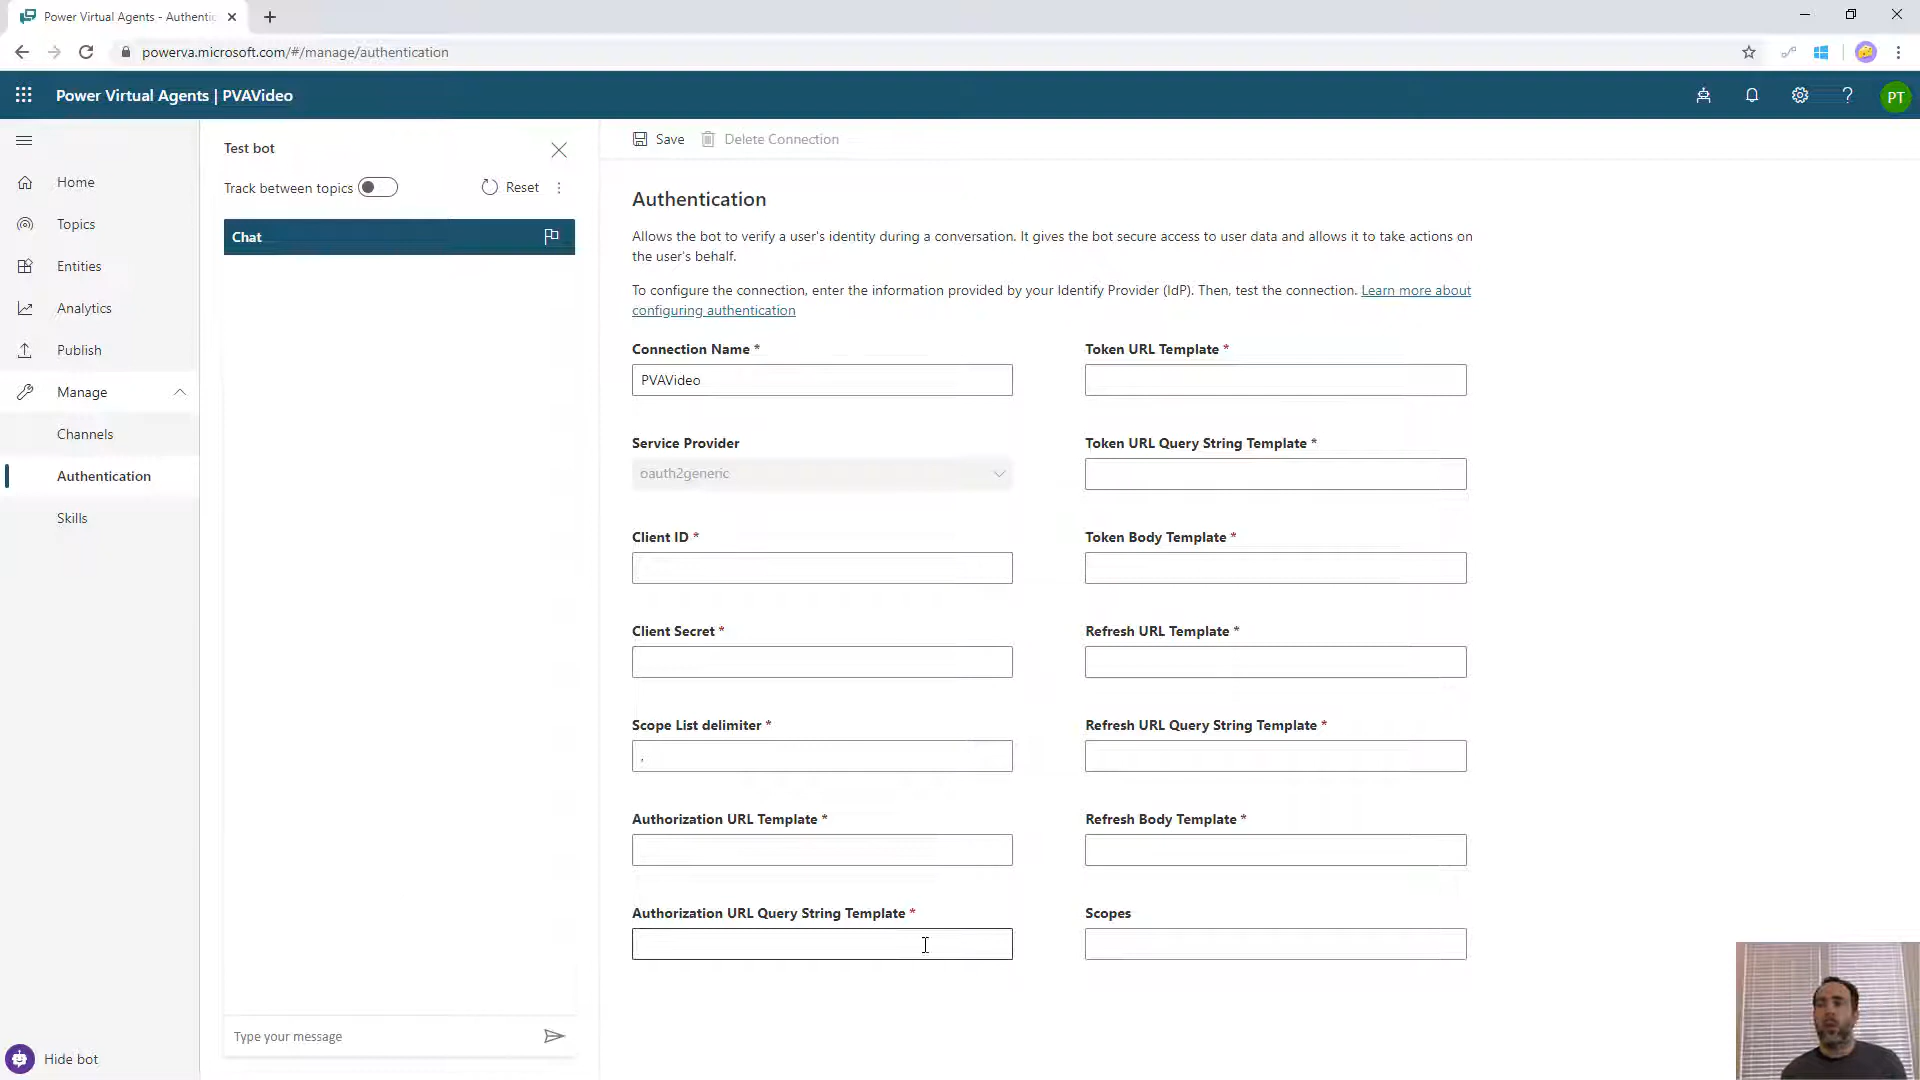 Power Virtual Agents - Authentic
powerva.microsoft.com/#/manage/authentication
Power Virtual Agents | PVAVideo
?
PT
Home
Topics
Entities
Analytics
Publish
Manage
Channels
Authentication
Skills
Hide bot
Test bot
Track between topics
Reset
Chat
Type your message
Save
Delete Connection
Authentication
Allows the bot to verify a user's identity during a conversation. It gives the bot secure access to user data and allows it to take actions on
the user's behalf.
To configure the connection, enter the information provided by your Identify Provider (IdP). Then, test the connection. Learn more about
configuring authentication
Connection Name *
PVAVideo
Service Provider
oauth2generic
Client ID *
Client Secret *
Scope List delimiter *
,
Authorization URL Template *
Authorization URL Query String Template *
Token URL Template *
Token URL Query String Template *
Token Body Template *
Refresh URL Template *
Refresh URL Query String Template *
Refresh Body Template *
Scopes